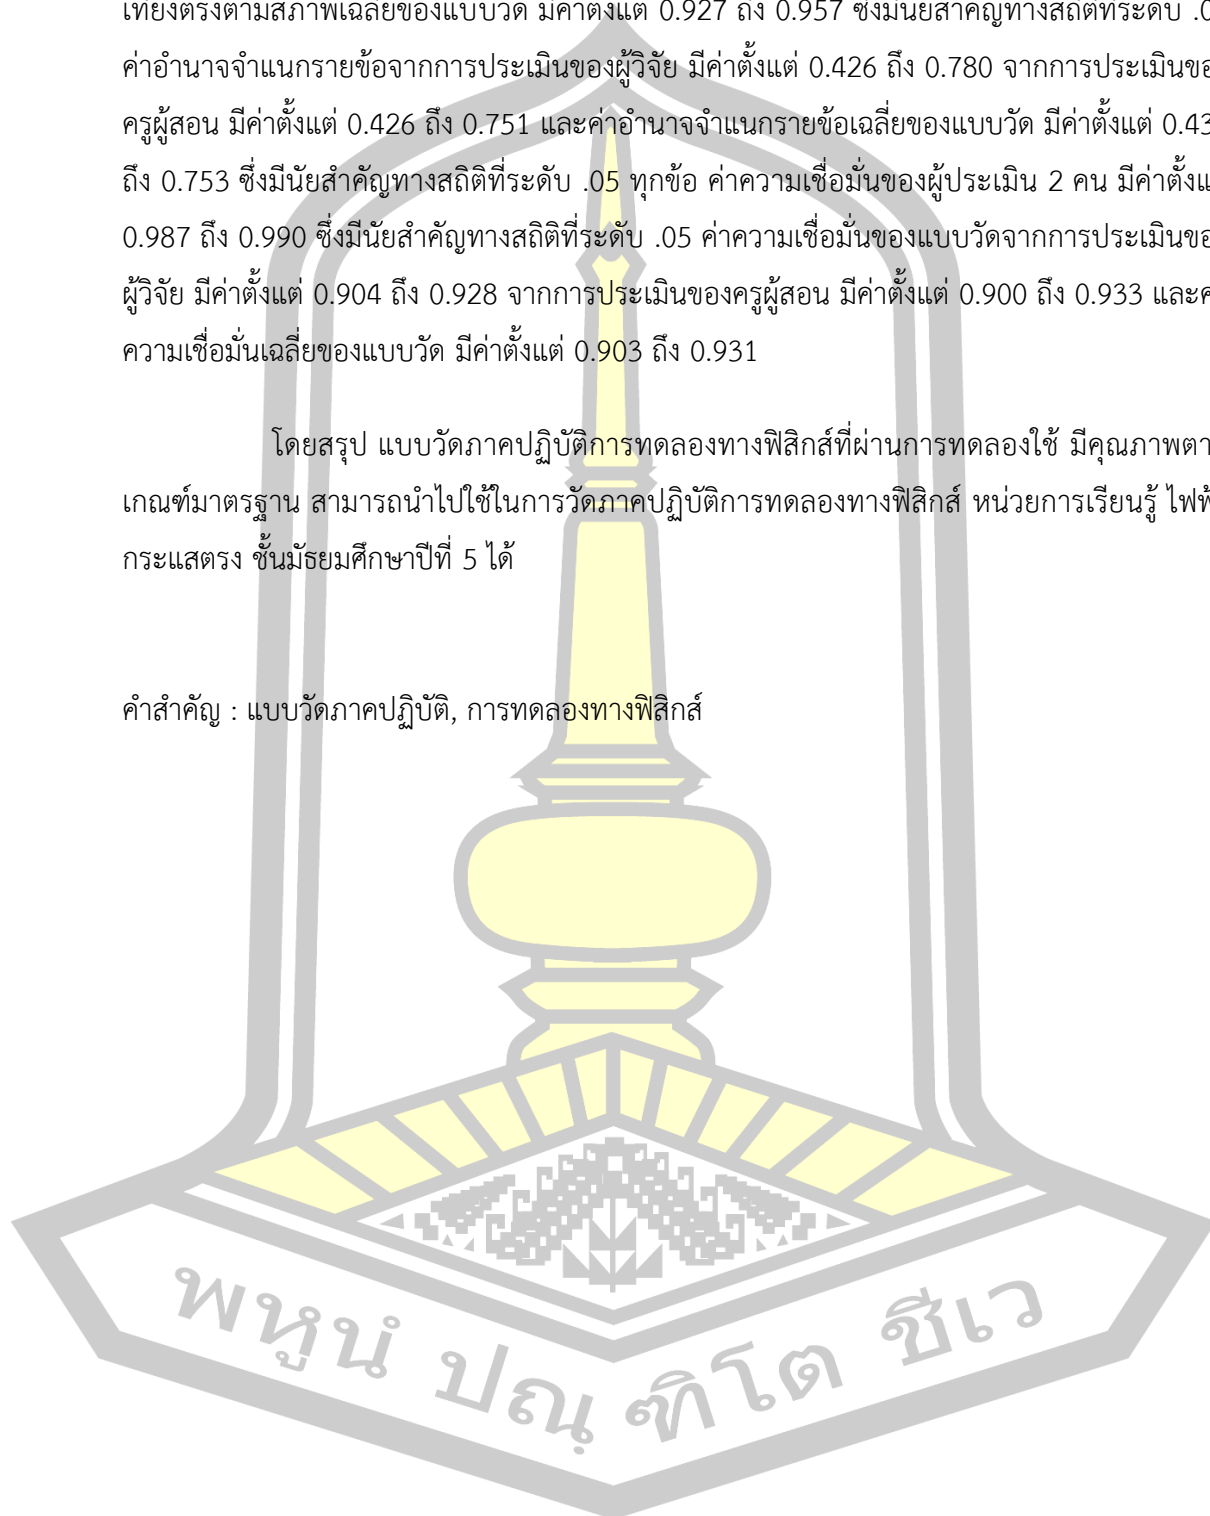 เที่ยงตรงตามสภาพเฉลี่ยของแบบวัด มีค่าตั้งแต่ 0.927 ถึง 0.957 ซึ่งมีนัยสำคัญทางสถิติที่ระดับ
ค่าอำนาจจำแนกรายข้อจากการประเมินของผู้วิจัย มีค่าตั้งแต่ 0.426 ถึง 0.780 จากการประเมิน
ครูผู้สอน มีค่าตั้งแต่ 0.426 ถึง 0.751 และค่าอำนาจจำแนกรายข้อเฉลี่ยของแบบวัด มีค่าตั้งแต่
ถึง 0.753 ซึ่งมีนัยสำคัญทางสถิติที่ระดับ .05 ทุกข้อ ค่าความเชื่อมั่นของผู้ประเมิน 2 คน มีค่า
0.987 ถึง 0.990 ซึ่งมีนัยสำคัญทางสถิติที่ระดับ .05 ค่าความเชื่อมั่นของแบบวัดจากการประเมิน
ผู้วิจัย มีค่าตั้งแต่ 0.904 ถึง 0.928 จากการประเมินของครูผู้สอน มีค่าตั้งแต่ 0.900 ถึง 0.933 และ
ความเชื่อมั่นเฉลี่ยของแบบวัด มีค่าตั้งแต่ 0.903 ถึง 0.931
โดยสรุป แบบวัดภาคปฏิบัติการทดลองทางฟิสิกส์ที่ผ่านการทดลองใช้ มีคุณภาพ
เกณฑ์มาตรฐาน สามารถนำไปใช้ในการวัดภาคปฏิบัติการทดลองทางฟิสิกส์ หน่วยการเรียนรู้
กระแสตรง ชั้นมัธยมศึกษาปีที่ 5 ได้
คำสำคัญ : แบบวัดภาคปฏิบัติ, การทดลองทางฟิสิกส์
พหูนํ ปณฺฑิโต ชีเว